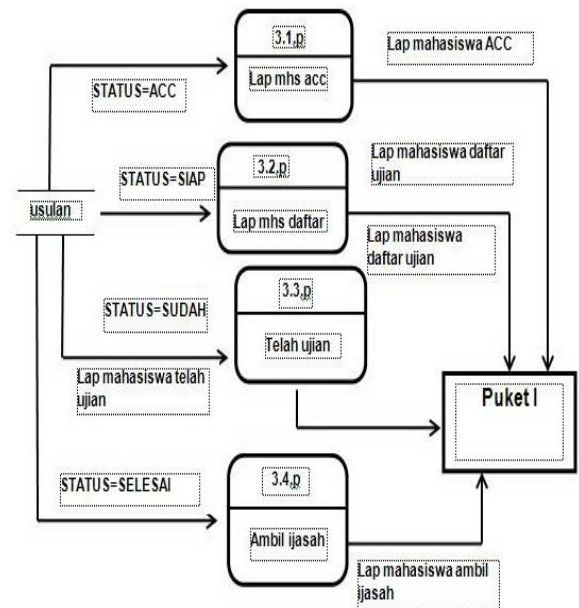 3.1,p
Lap mahasiswa ACC
Lap mhs acc
STATUS=ACC
3.2,p
Lap mahasiswa daftar
ujian
STATUS=SIAP
usulan
Lap mhs daftar
Lap mahasiswa
daftar ujian
3.3,p
STATUS=SUDAH
Telah ujian
Lap mahasiswa telah
ujian
Puket I
3.4,p
STATUS=SELESAI
Ambil ijasah
Lap mahasiswa ambil
ijasah